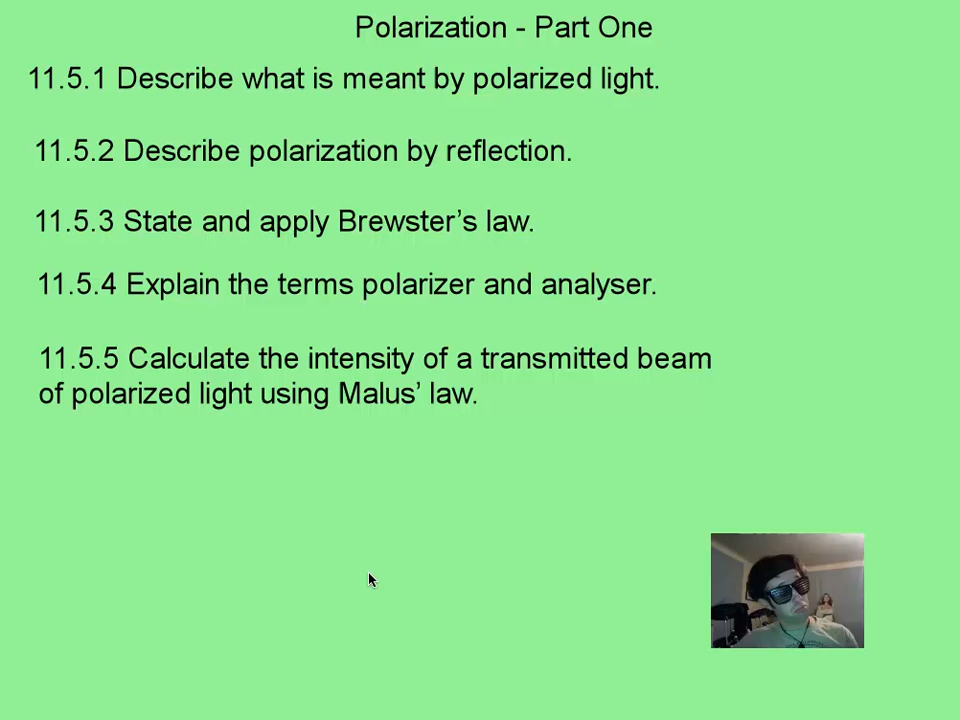 Polarization - Part One
11.5.1 Describe what is meant by polarized light.
11.5.2 Describe polarization by reflection.
11.5.3 State and apply Brewster’s law.
11.5.4 Explain the terms polarizer and analyser.
11.5.5 Calculate the intensity of a transmitted beam
of polarized light using Malus’ law.